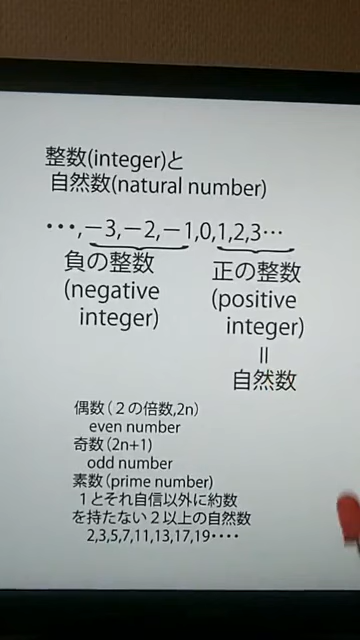 整数(integer)と
自然数(natural number)
･･･,－3,－2,－1,0,1,2,3･･･
負の整数
(negative
integer)
正の整数
(positive
integer)
＝
自然数
偶数(２の倍数,2n)
even number
奇数(2n+1)
odd number
素数(prime number)
１とそれ自信以外に約数
を持たない２以上の自然数
2,3,5,7,11,13,17,19････